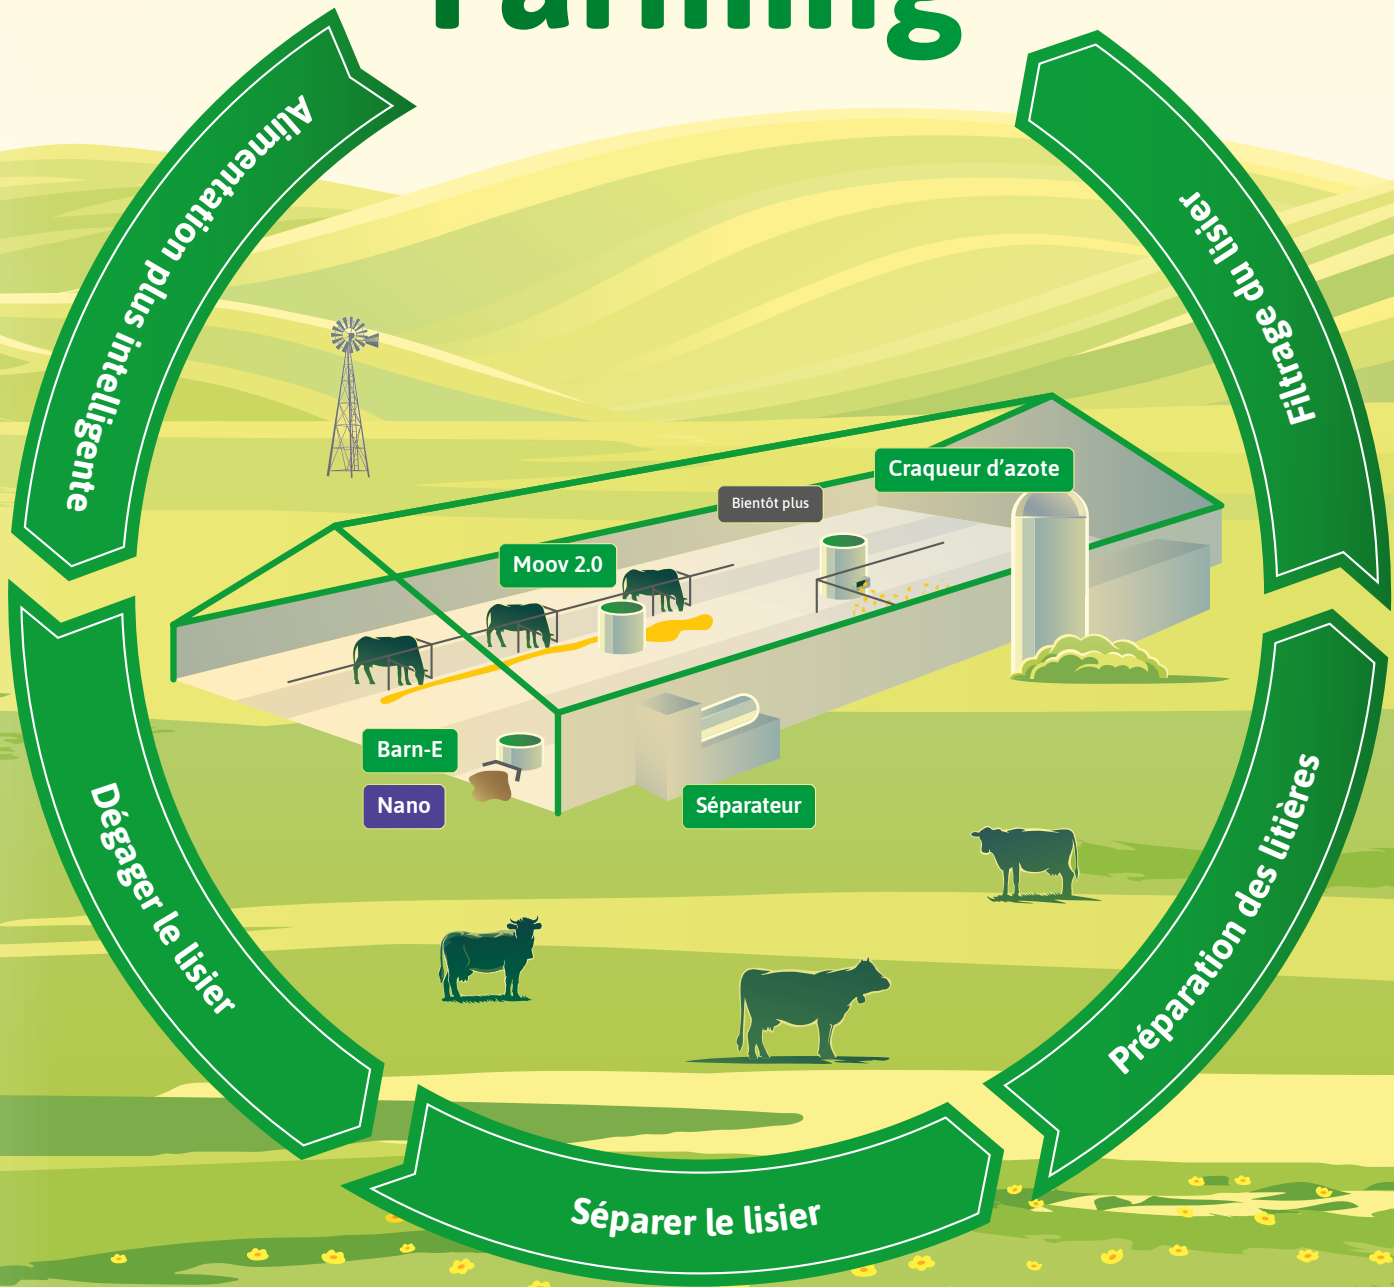 Farming
Alimentation plus intelligente
Filtrage du lisier
Craqueur d’azote
Bientôt plus
Moov 2.0
Barn-E
Nano
Séparateur
Dégager le lisier
Préparation des litières
Séparer le lisier